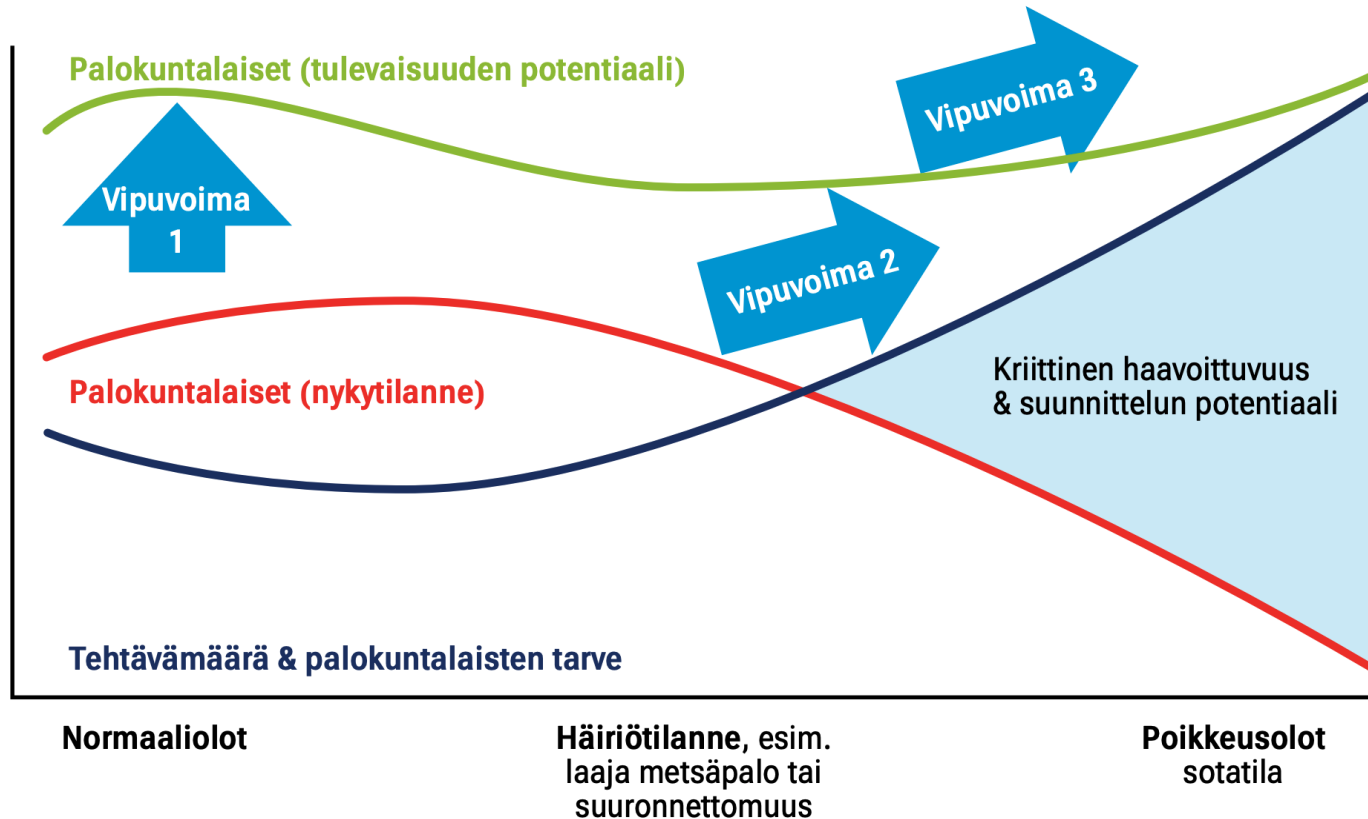 Palokuntalaiset (tulevaisuuden potentiaali)
Vipuvoima 3
Vipuvoima
1
Vipuvoima 2
Kriittinen haavoittuvuus
& suunnittelun potentiaali
Palokuntalaiset (nykytilanne)
Tehtävämäärä & palokuntalaisten tarve
Normaaliolot
Häiriötilanne, esim.
laaja metsäpalo tai
suuronnettomuus
Poikkeusolot
sotatila